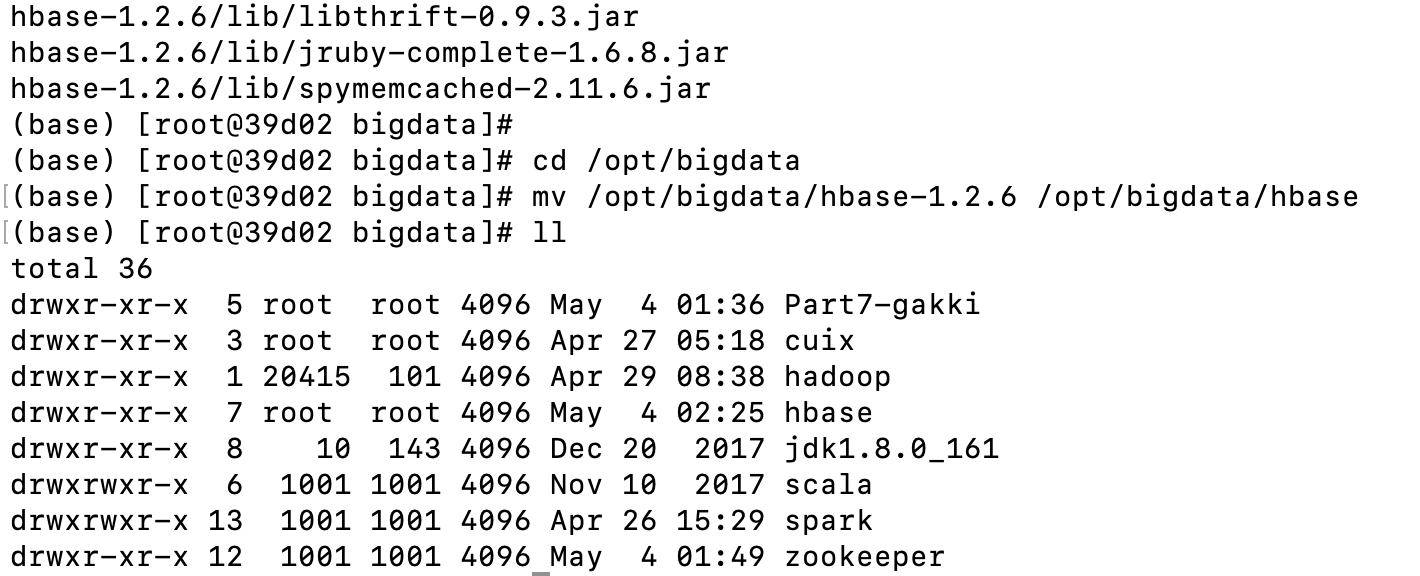 hbase-1.2.6/lib/libthrift-0.9.3.jar
hbase-1.2.6/lib/jruby-complete-1.6.8.jar
hbase-1.2.6/lib/spymemcached-2.11.6.jar
(base) [root@39d02 bigdata]#
(base) [root@39d02 bigdata]# cd /opt/bigdata
[(base) [root@39d02 bigdata]# mv /opt/bigdata/hbase-1.2.6 /opt/bigdata/hbase
[(base) [root@39d02 bigdata]# ll
total 36
drwxr-xr-x  5 root  root 4096 May  4 01:36 Part7-gakki
drwxr-xr-x  3 root  root 4096 Apr 27 05:18 cuix
drwxr-xr-x  1 20415  101 4096 Apr 29 08:38 hadoop
drwxr-xr-x  7 root  root 4096 May  4 02:25 hbase
drwxr-xr-x  8    10  143 4096 Dec 20  2017 jdk1.8.0_161
drwxrwxr-x  6  1001 1001 4096 Nov 10  2017 scala
drwxrwxr-x 13  1001 1001 4096 Apr 26 15:29 spark
drwxr-xr-x 12  1001 1001 4096 May  4 01:49 zookeeper